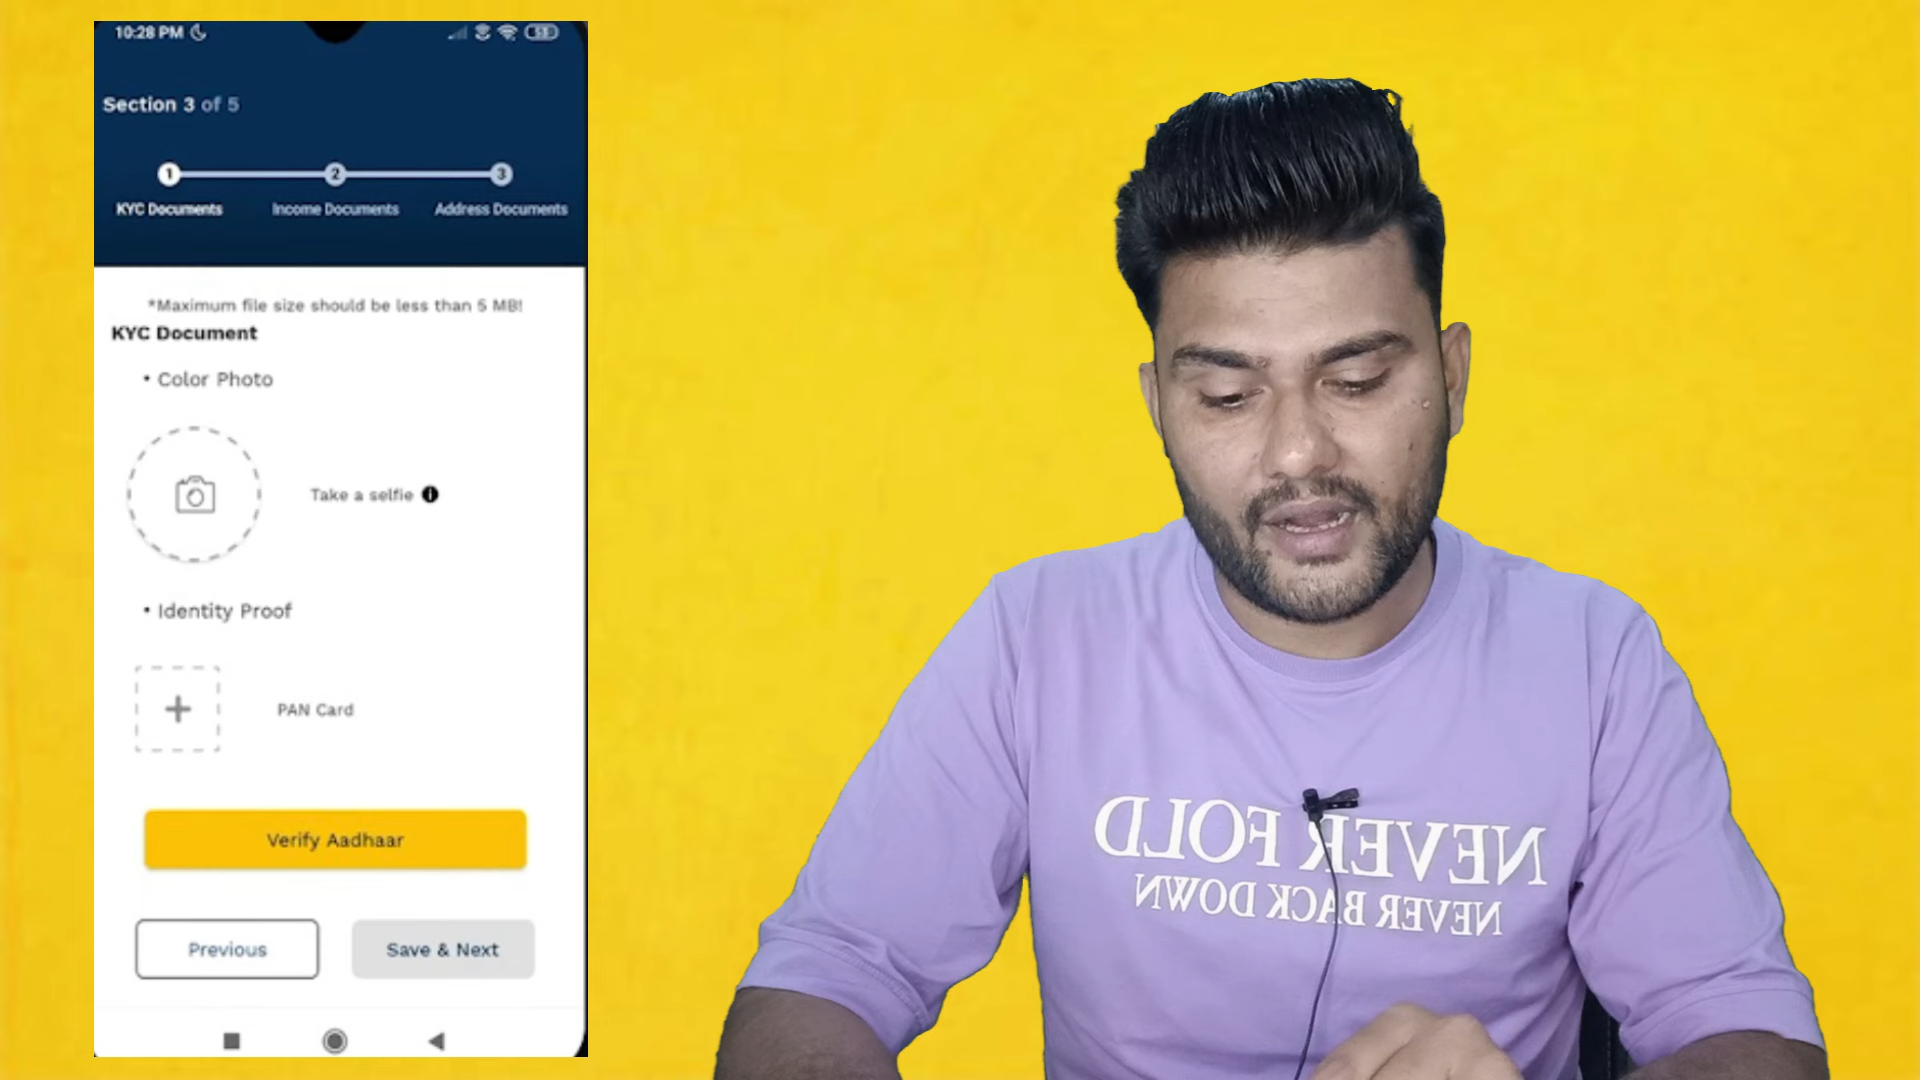 10:28 PM
Section 3 of 5
1 2 3
KYC Documents Income Documents Address Documents
*Maximum file size should be less than 5 MB!
KYC Document
• Color Photo
Take a selfie
• Identity Proof
PAN Card
Verify Aadhaar
Previous Save & Next
NEVER FOLD
NEVER BACK DOWN